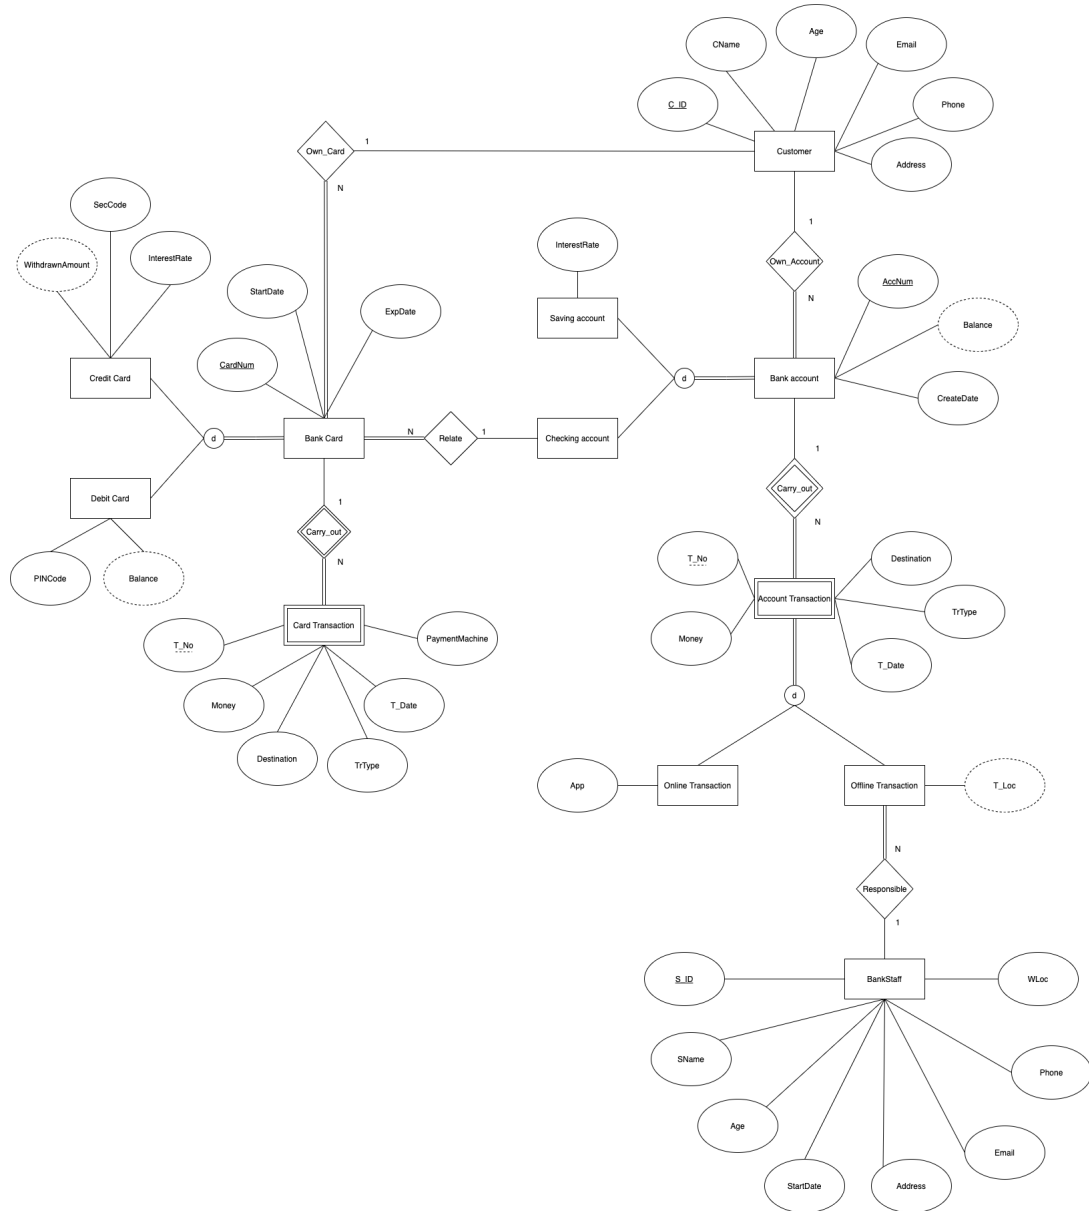 Age
CName
Email
C_ID
Phone
1
Own_Card
Customer
Address
N
SecCode
1
InterestRate
InterestRate
WithdrawnAmount
Own_Account
StartDate
AccNum
N
ExpDate
Saving account
Balance
CardNum
Credit Card
d
Bank account
CreateDate
N
1
d
Bank Card
Relate
Checking account
1
Carry_out
Debit Card
1
N
Carry_out
T_No
Destination
N
PINCode
Balance
Account Transaction
TrType
Card Transaction
PaymentMachine
T_No
Money
T_Date
Money
T_Date
d
Destination
TrType
App
Online Transaction
Offline Transaction
T_Loc
N
Responsible
1
S_ID
BankStaff
WLoc
SName
Phone
Age
Email
StartDate
Address